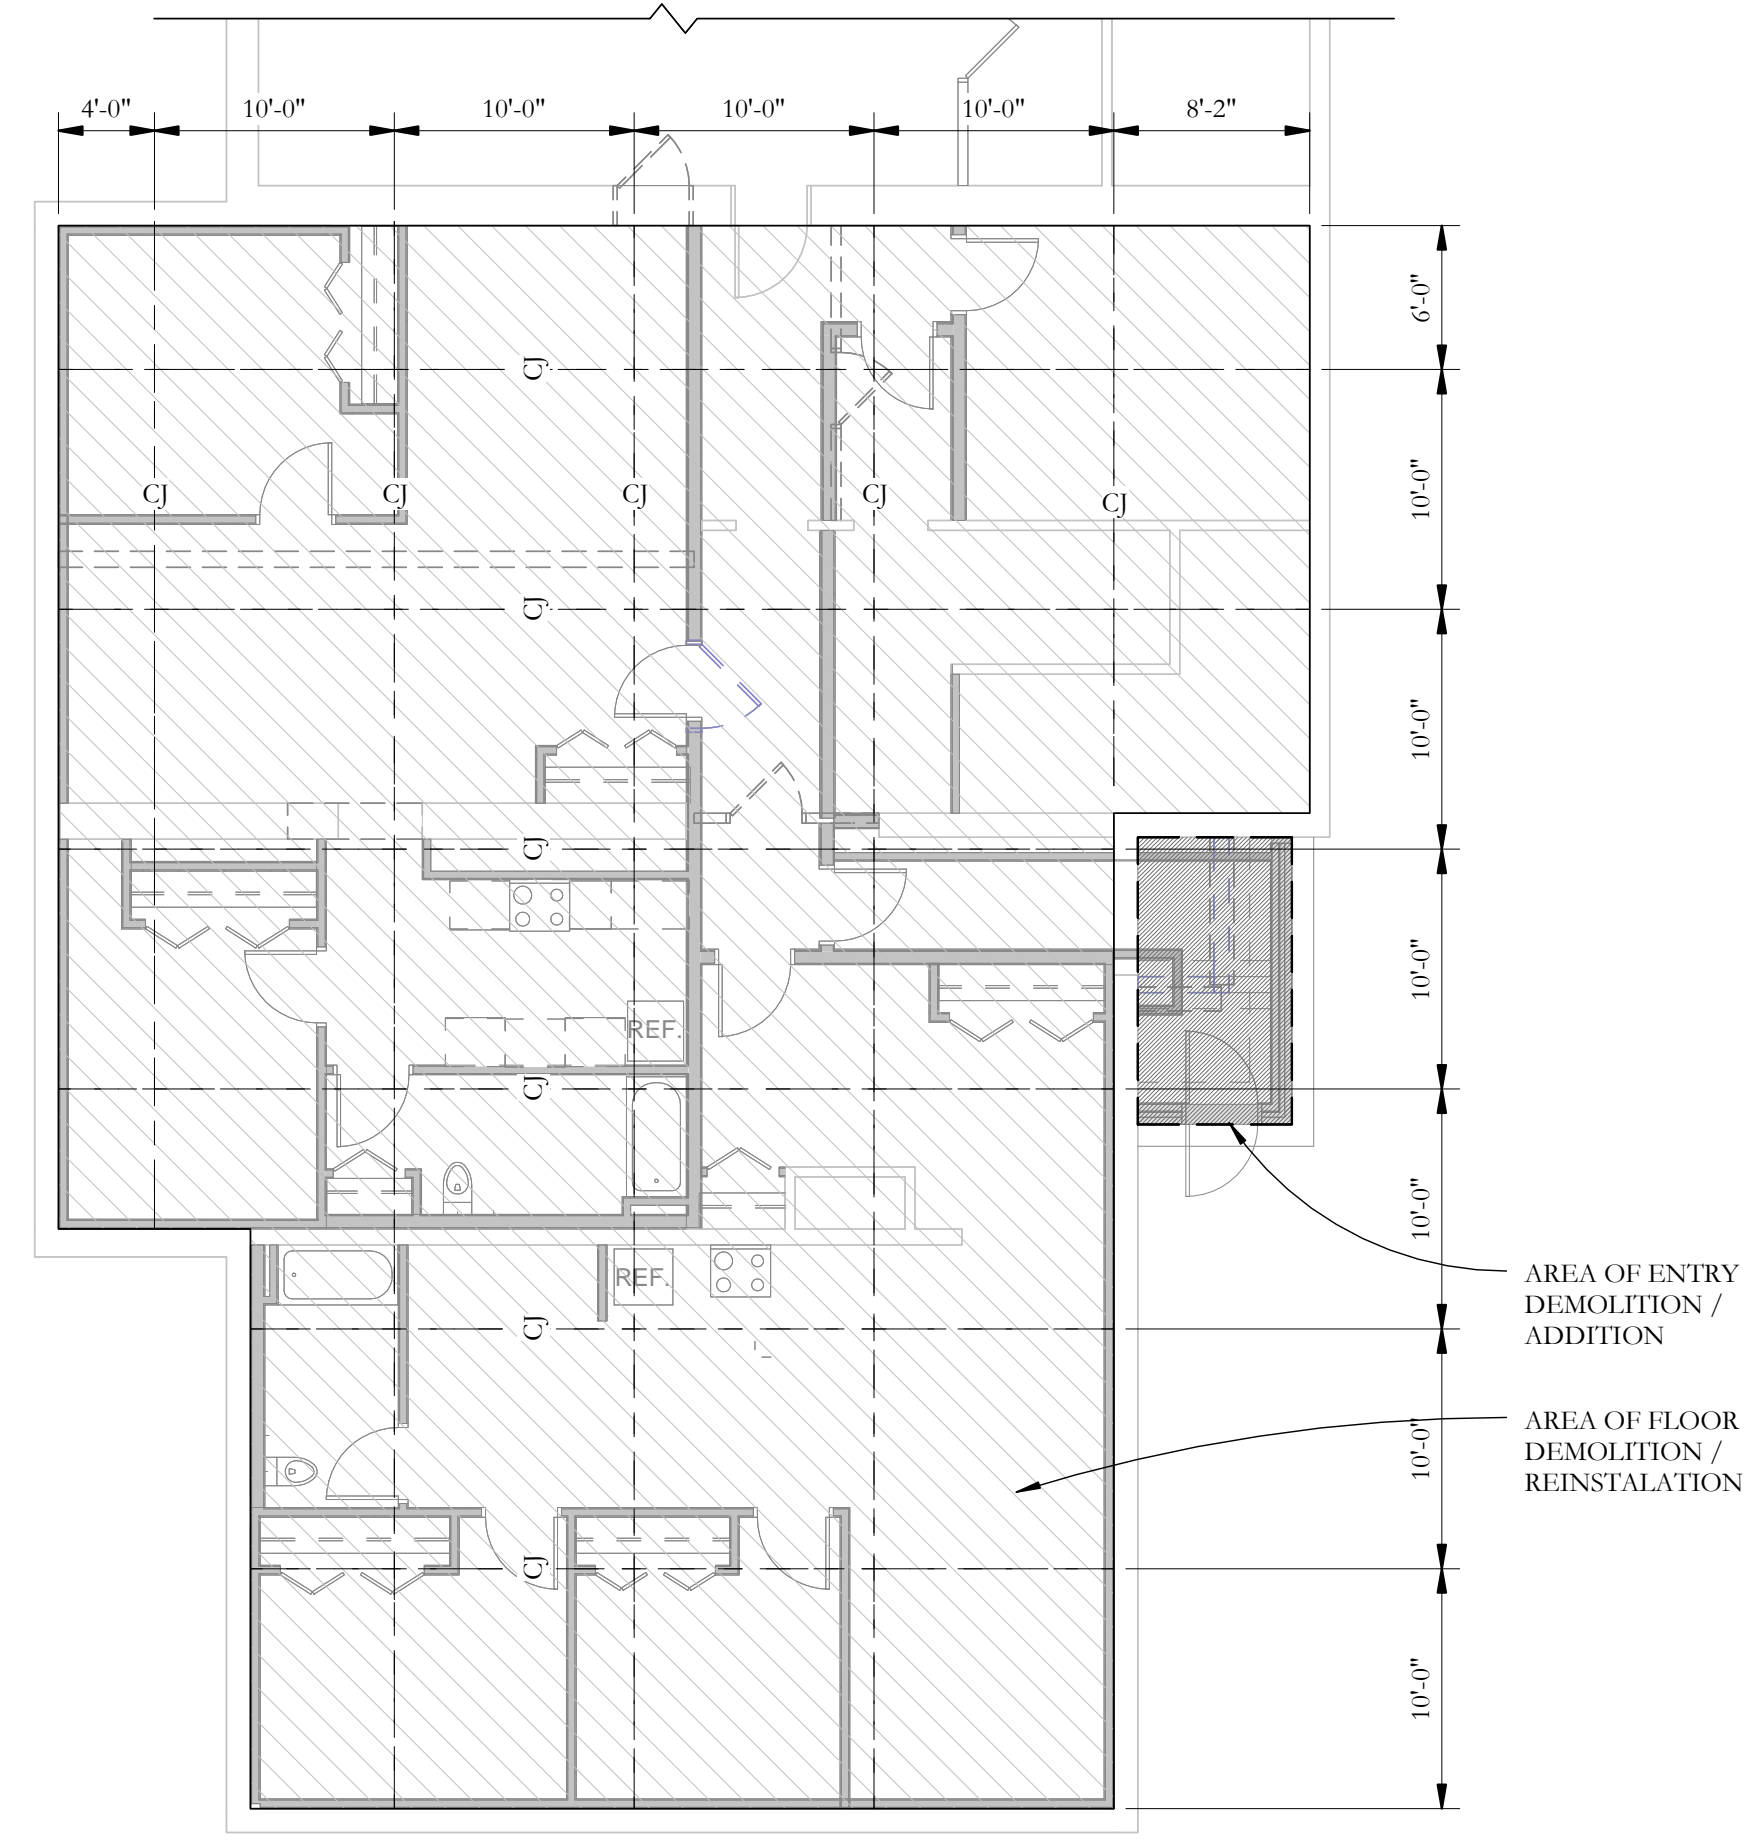 4'-0" 10'-0" 10'-0" 10'-0" 10'-0" 8'-2"
6'-0"
CJ
10'-0"
CJ CJ CJ CJ CJ
CJ
10'-0"
CJ
10'-0"
REF.
CJ
10'-0"
AREA OF ENTRY
DEMOLITION /
ADDITION
REF.
CJ
AREA OF FLOOR
DEMOLITION /
REINSTALATION
10'-0"
CJ
10'-0"